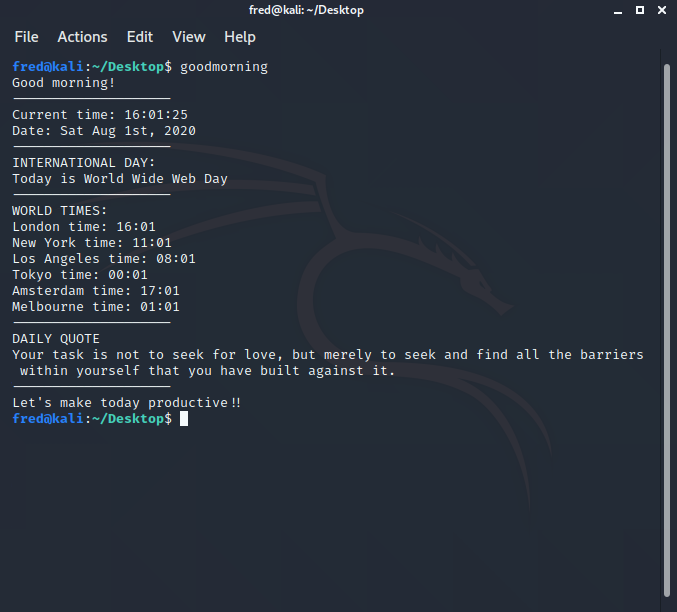 fred@kali: ~/Desktop
File Actions Edit View Help
fred@kali:~/Desktop$ goodmorning
Good morning!
--------------------
Current time: 16:01:25
Date: Sat Aug 1st, 2020
--------------------
INTERNATIONAL DAY:
Today is World Wide Web Day
--------------------
WORLD TIMES:
London time: 16:01
New York time: 11:01
Los Angeles time: 08:01
Tokyo time: 00:01
Amsterdam time: 17:01
Melbourne time: 01:01
--------------------
DAILY QUOTE
Your task is not to seek for love, but merely to seek and find all the barriers
 within yourself that you have built against it.
--------------------
Let's make today productive!!
fred@kali:~/Desktop$